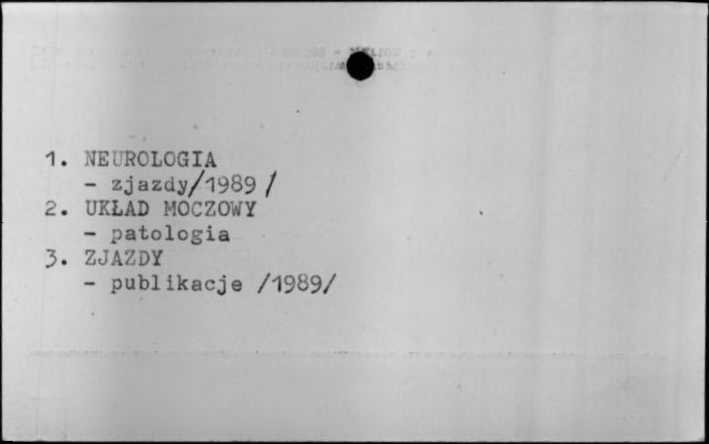 1. NEUROLOGIA
- zjazdy/1989 /
2. UKŁAD MOCZOWY
- patologia
3. ZJAZDY
- publikacje /1989/